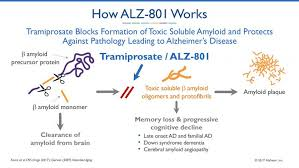 How ALZ-801 Works
Tramiprosate Blocks Formation of Toxic Soluble Amyloid and Protects
Against Pathology Leading to Alzheimer's Disease
β amyloid
precursor protein
Tramiprosate / ALZ-801
β amyloid monomer
Toxic soluble β amyloid
oligomers and protofibrils
Amyloid plaque
Clearance of
amyloid from brain
Memory loss & progressive
cognitive decline
- Late onset AD and familial AD
- Down syndrome dementia
- Cerebral amyloid angiopathy